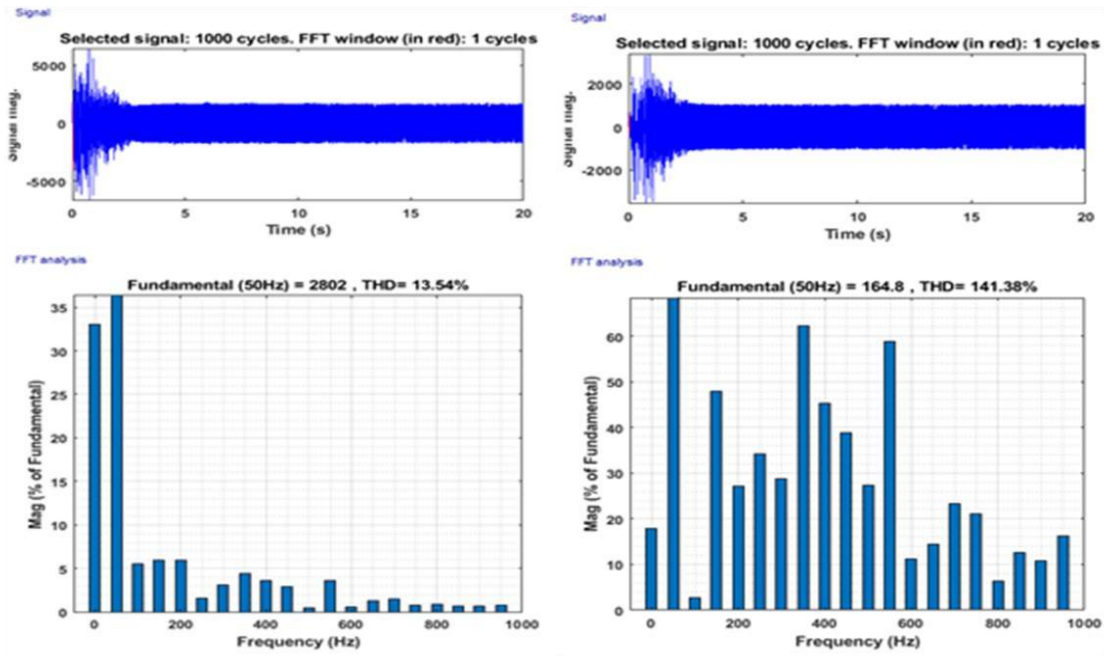 Signal
Selected signal: 1000 cycles. FFT window (in red): 1 cycles
5000
0
-5000
Signal mag.
0 5 10 15 20
Time (s)
FFT analysis
Fundamental (50Hz) = 2802 , THD= 13.54%
35
30
25
20
15
10
5
0
Mag (% of Fundamental)
0 200 400 600 800 1000
Frequency (Hz)
Signal
Selected signal: 1000 cycles. FFT window (in red): 1 cycles
2000
0
-2000
Signal mag.
0 5 10 15 20
Time (s)
FFT analysis
Fundamental (50Hz) = 164.8 , THD= 141.38%
60
50
40
30
20
10
0
Mag (% of Fundamental)
0 200 400 600 800 1000
Frequency (Hz)